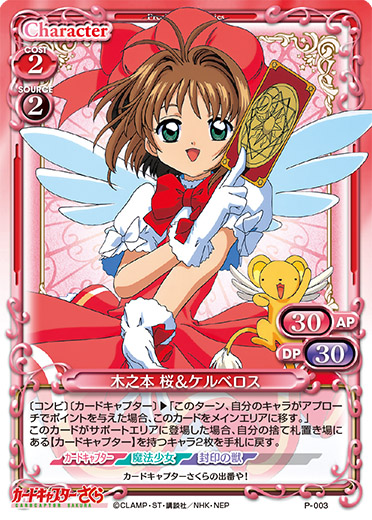 Character
COST
2
SOURCE
2
30 AP
DP 30
木之本 桜&ケルベロス
[コンビ]〔カードキャプター〕▶「このターン、自分のキャラがアプロー
チでポイントを与えた場合、このカードをメインエリアに移す。」
このカードがサポートエリアに登場した場合、自分の捨て札置き場に
ある【カードキャプター】を持つキャラ2枚を手札に戻す。
カードキャプター 魔法少女 封印の獣
カードキャプターさくらの出番や!
カードキャプターさくら
CARDCAPTOR SAKURA
©CLAMP・ST・講談社/NHK・NEP
P-003